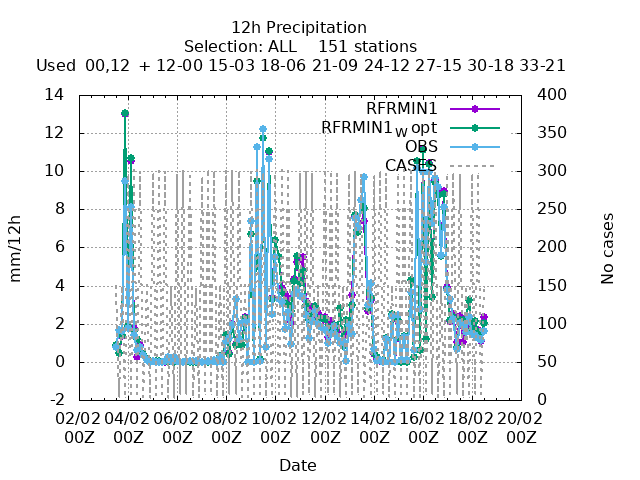 12h Precipitation
Selection: ALL 151 stations
Used 00,12 + 12-00 15-03 18-06 21-09 24-12 27-15 30-18 33-21
14 400
12 350
10 300
8 250
6 200
4 150
2 100
0 50
-2 0
RFRMIN1
RFRMIN1w opt
OBS
CASES
mm/12h
No cases
02/02 04/02 06/02 08/02 10/02 12/02 14/02 16/02 18/02 20/02
00Z 00Z 00Z 00Z 00Z 00Z 00Z 00Z 00Z 00Z
Date